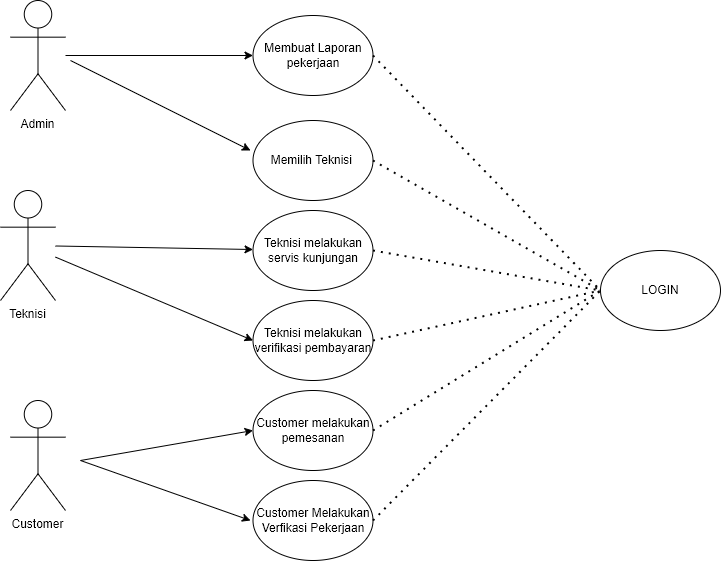 Membuat Laporan
pekerjaan
Admin
Memilih Teknisi
Teknisi melakukan
servis kunjungan
LOGIN
Teknisi
Teknisi melakukan
verifikasi pembayaran
Customer melakukan
pemesanan
Customer
Customer Melakukan
Verfikasi Pekerjaan